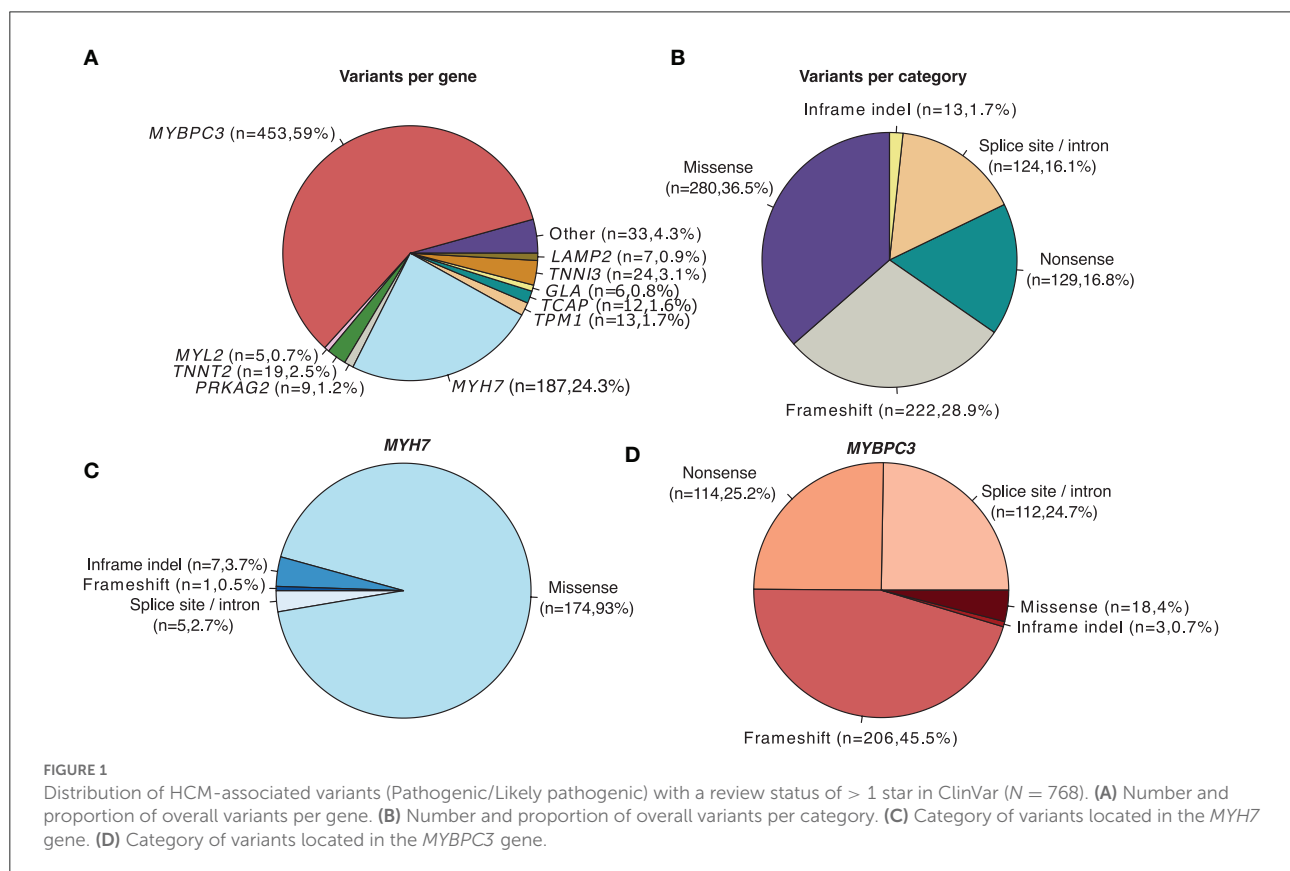 A
Variants per gene
MYBPC3 (n=453,59%)
Other (n=33,4.3%)
LAMP2 (n=7,0.9%)
TNNI3 (n=24,3.1%)
GLA (n=6,0.8%)
TCAP (n=12,1.6%)
TPM1 (n=13,1.7%)
MYL2 (n=5,0.7%)
TNNT2 (n=19,2.5%)
PRKAG2 (n=9,1.2%)
MYH7 (n=187,24.3%)
B
Variants per category
Inframe indel (n=13,1.7%)
Splice site / intron
(n=124,16.1%)
Missense
(n=280,36.5%)
Nonsense
(n=129,16.8%)
Frameshift (n=222,28.9%)
C
MYH7
Inframe indel (n=7,3.7%)
Frameshift (n=1,0.5%)
Splice site / intron
(n=5,2.7%)
Missense
(n=174,93%)
D
MYBPC3
Nonsense
(n=114,25.2%)
Splice site / intron
(n=112,24.7%)
Missense (n=18,4%)
Inframe indel (n=3,0.7%)
Frameshift (n=206,45.5%)
FIGURE 1
Distribution of HCM-associated variants (Pathogenic/Likely pathogenic) with a review status of > 1 star in ClinVar (N = 768). (A) Number and
proportion of overall variants per gene. (B) Number and proportion of overall variants per category. (C) Category of variants located in the MYH7
gene. (D) Category of variants located in the MYBPC3 gene.